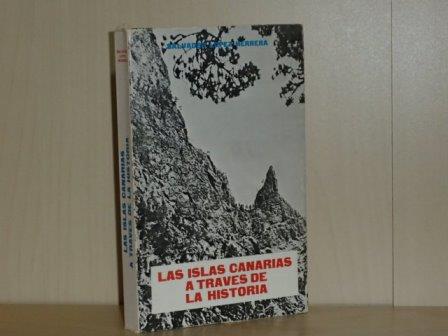 SALVADOR LOPEZ HERRERA
LAS ISLAS CANARIAS
A TRAVES DE
LA HISTORIA
LAS ISLAS CANARIAS
A TRAVES DE LA HISTORIA